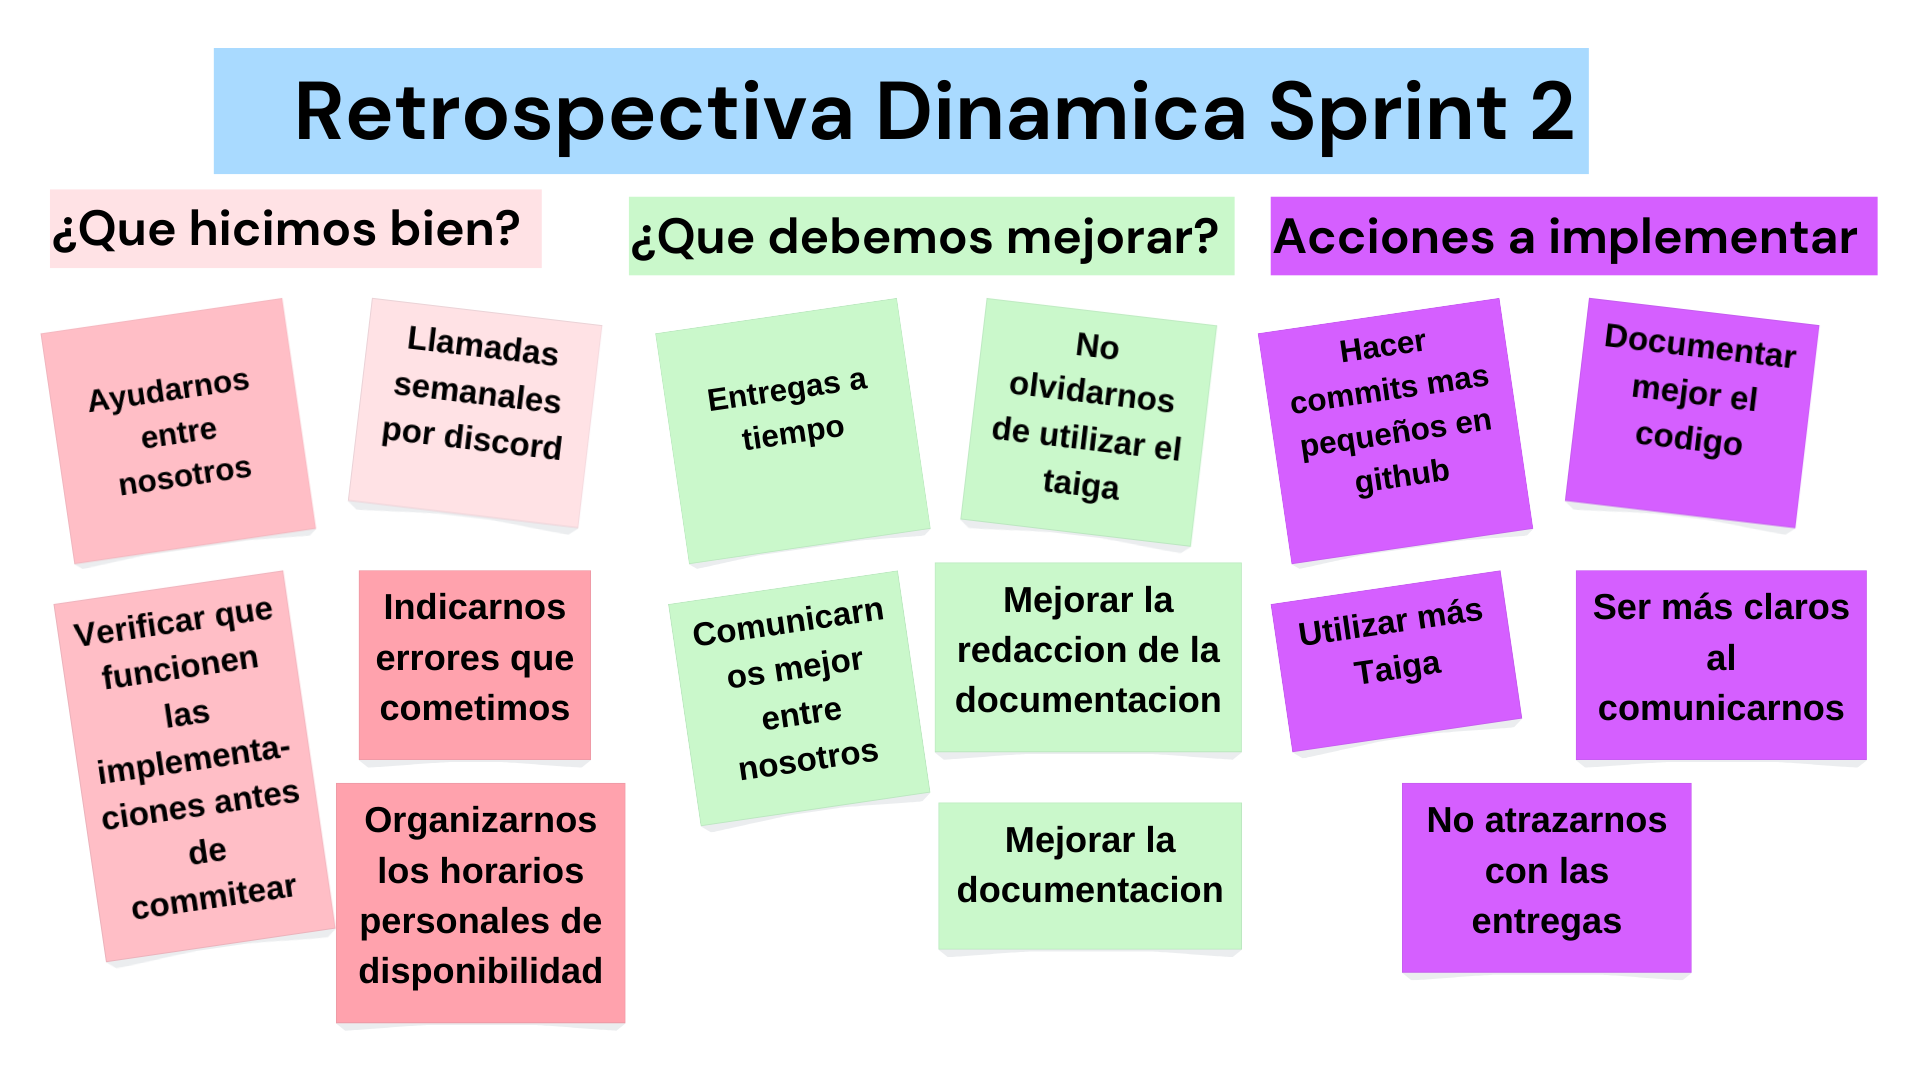 Retrospectiva Dinamica Sprint 2
¿Que hicimos bien?
Ayudarnos
entre
nosotros
Llamadas
semanales
por discord
Verificar que
funcionen
las
implementa-
ciones antes
de
commitear
Indicarnos
errores que
cometimos
Organizarnos
los horarios
personales de
disponibilidad
¿Que debemos mejorar?
Entregas a
tiempo
No
olvidarnos
de utilizar el
taiga
Comunicarn
os mejor
entre
nosotros
Mejorar la
redaccion de la
documentacion
Mejorar la
documentacion
Acciones a implementar
Hacer
commits mas
pequeños en
github
Documentar
mejor el
codigo
Utilizar más
Taiga
Ser más claros
al
comunicarnos
No atrazarnos
con las
entregas